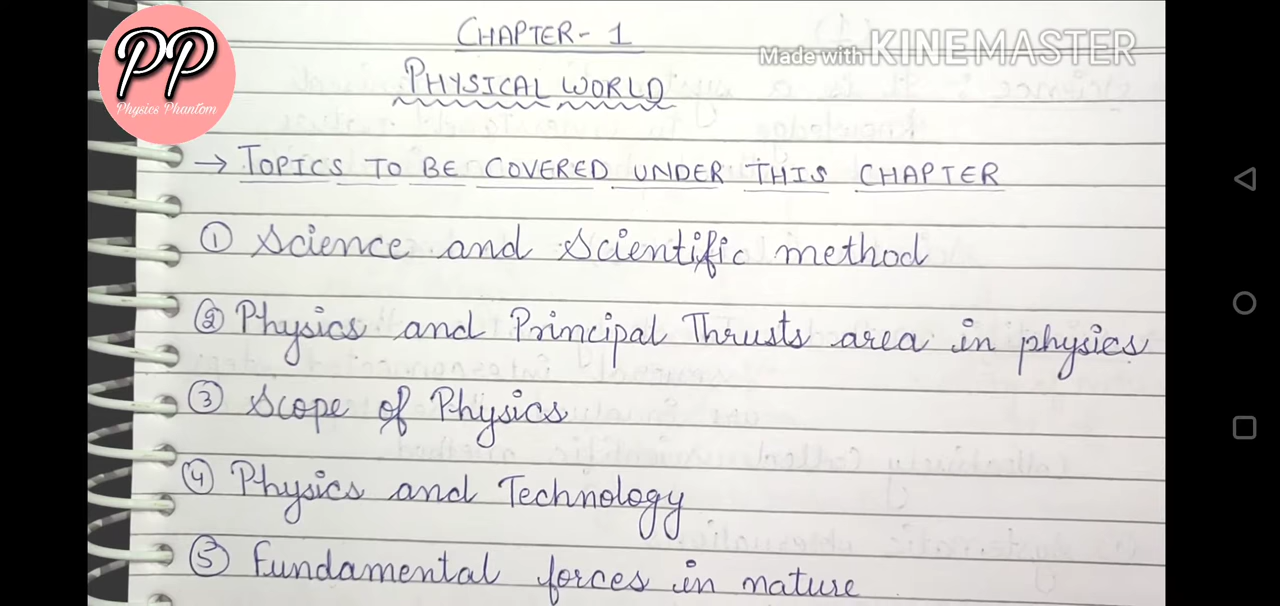 CHAPTER- 1
Made with KINEMASTER
PP
Physics Phantom
PHYSICAL WORLD
→ TOPICS TO BE COVERED UNDER THIS CHAPTER
① Science and Scientific method
② Physics and Principal Thrusts area in physics
③ Scope of Physics
④ Physics and Technology
⑤ Fundamental forces in nature